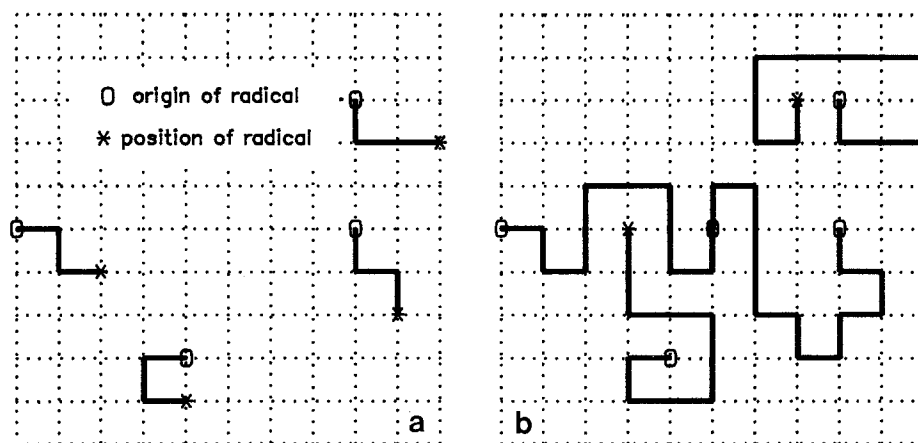 O origin of radical
* position of radical
a
b